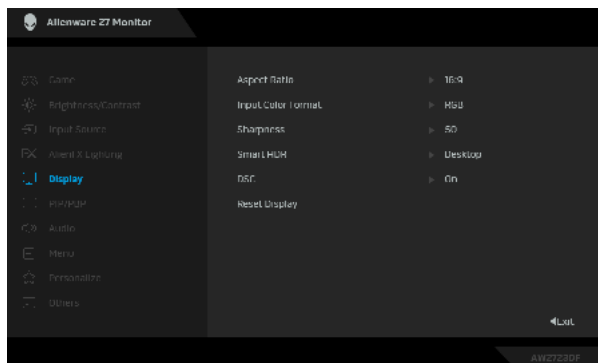 Alienware 27 Monitor
Game
Brightness/Contrast
Input Source
AlienFX Lighting
Display
PIP/PBP
Audio
Menu
Personalize
Others
Aspect Ratio 16:9
Input Color Format RGB
Sharpness 50
Smart HDR Desktop
DSC On
Reset Display
Exit
AW2723DF